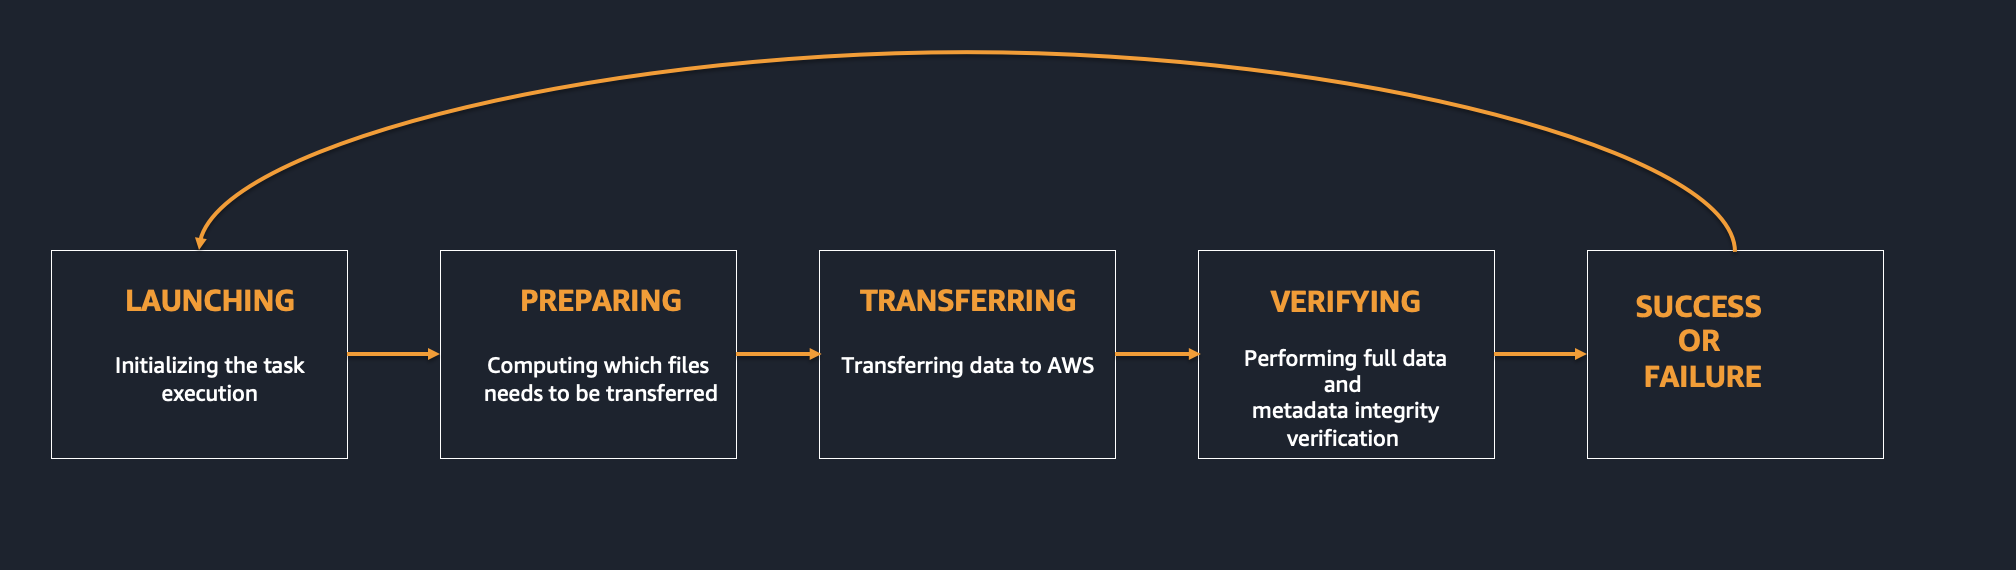 LAUNCHING
Initializing the task
execution
PREPARING
Computing which files
needs to be transferred
TRANSFERRING
Transferring data to AWS
VERIFYING
Performing full data
and
metadata integrity
verification
SUCCESS
OR
FAILURE